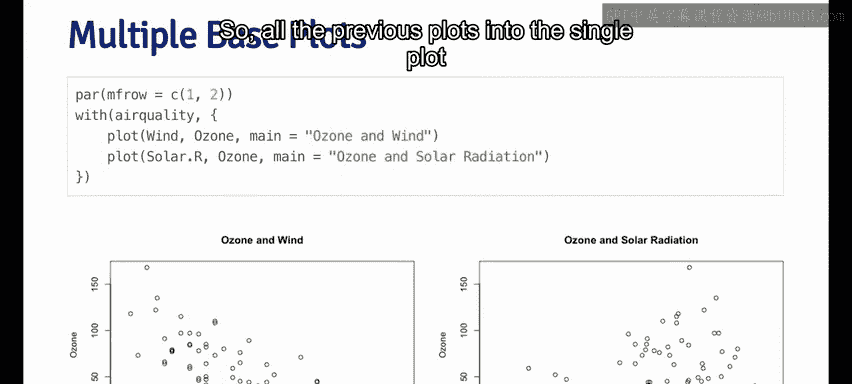 Multiple Base Plots
So, all the previous plots into the single
plot
par(mfrow = c(1, 2))
with(airquality, {
    plot(Wind, Ozone, main = "Ozone and Wind")
    plot(Solar.R, Ozone, main = "Ozone and Solar Radiation")
})
Ozone and Wind
Ozone and Solar Radiation
Ozone
150
100
50
Ozone
150
100
50